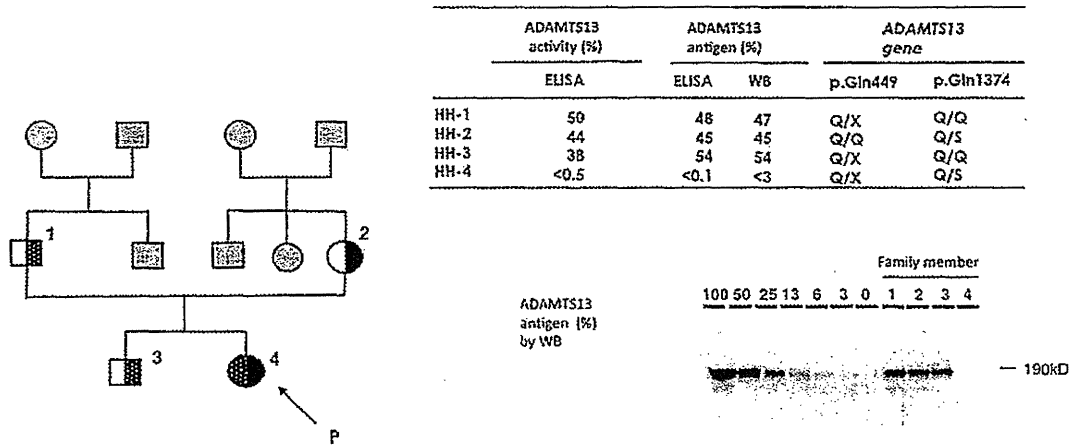 ADAMTS13 activity (%) ADAMTS13 antigen (%) ADAMTS13 gene
ELISA ELISA WB p.Gln449 p.Gln1374
HH-1 50 48 47 Q/X Q/Q
HH-2 44 45 45 Q/Q Q/S
HH-3 38 54 54 Q/X Q/Q
HH-4 <0.5 <0.1 <3 Q/X Q/S
1
2
3
4
P
Family member
100 50 25 13 6 3 0 1 2 3 4
ADAMTS13
antigen (%)
by WB
190kD